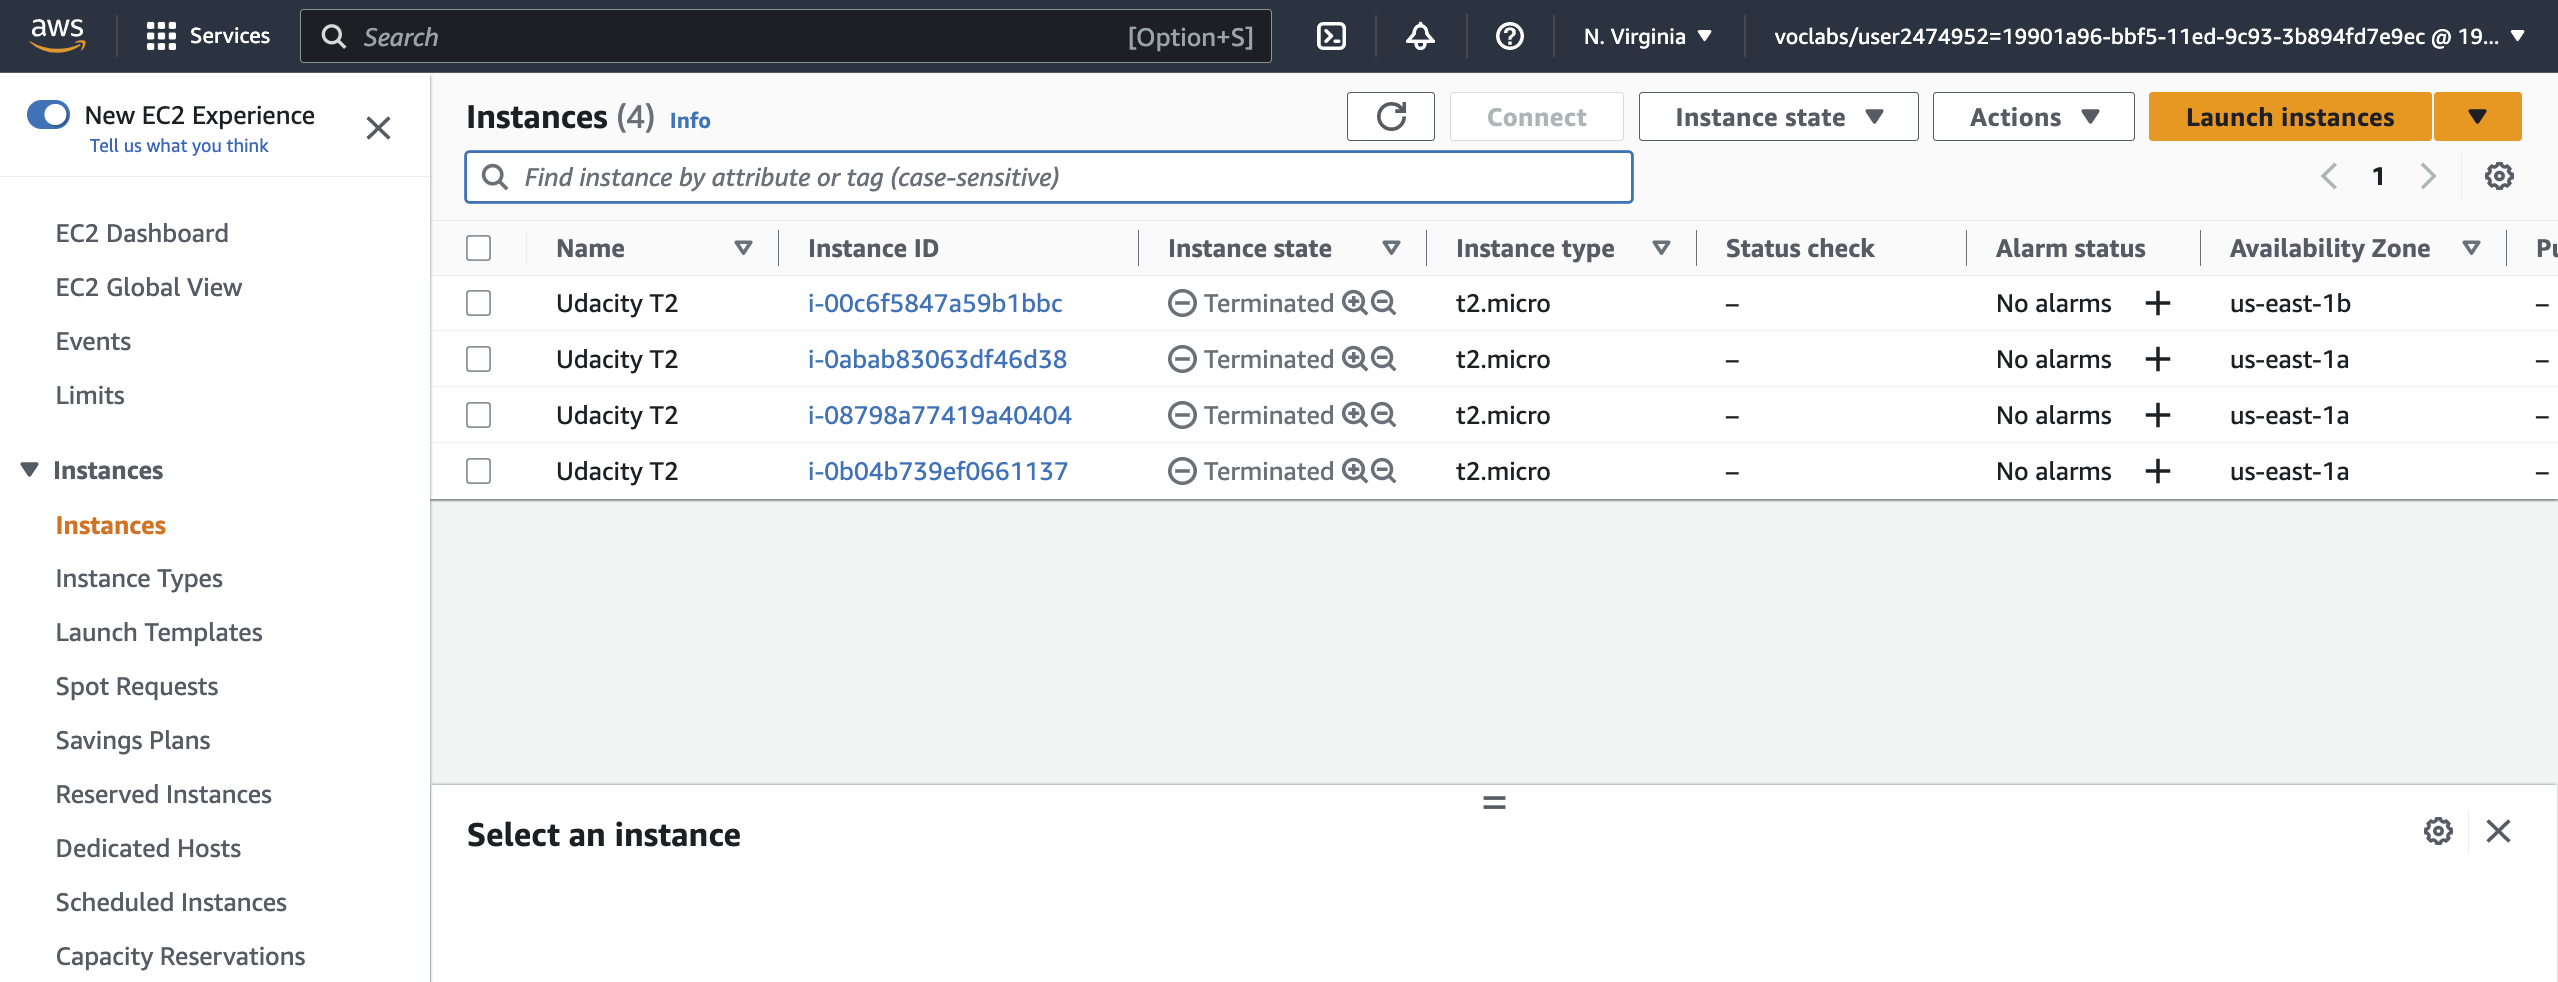 aws
Services
Search
[Option+S]
N. Virginia
voclabs/user2474952=19901a96-bbf5-11ed-9c93-3b894fd7e9ec @ 19...
New EC2 Experience
Tell us what you think
EC2 Dashboard
EC2 Global View
Events
Limits
Instances
Instances
Instance Types
Launch Templates
Spot Requests
Savings Plans
Reserved Instances
Dedicated Hosts
Scheduled Instances
Capacity Reservations
Instances (4) Info
Connect
Instance state
Actions
Launch instances
Find instance by attribute or tag (case-sensitive)
1
Name Instance ID Instance state Instance type Status check Alarm status Availability Zone
Udacity T2 i-00c6f5847a59b1bbc Terminated t2.micro – No alarms + us-east-1b –
Udacity T2 i-0abab83063df46d38 Terminated t2.micro – No alarms + us-east-1a –
Udacity T2 i-08798a77419a40404 Terminated t2.micro – No alarms + us-east-1a –
Udacity T2 i-0b04b739ef0661137 Terminated t2.micro – No alarms + us-east-1a –
Select an instance